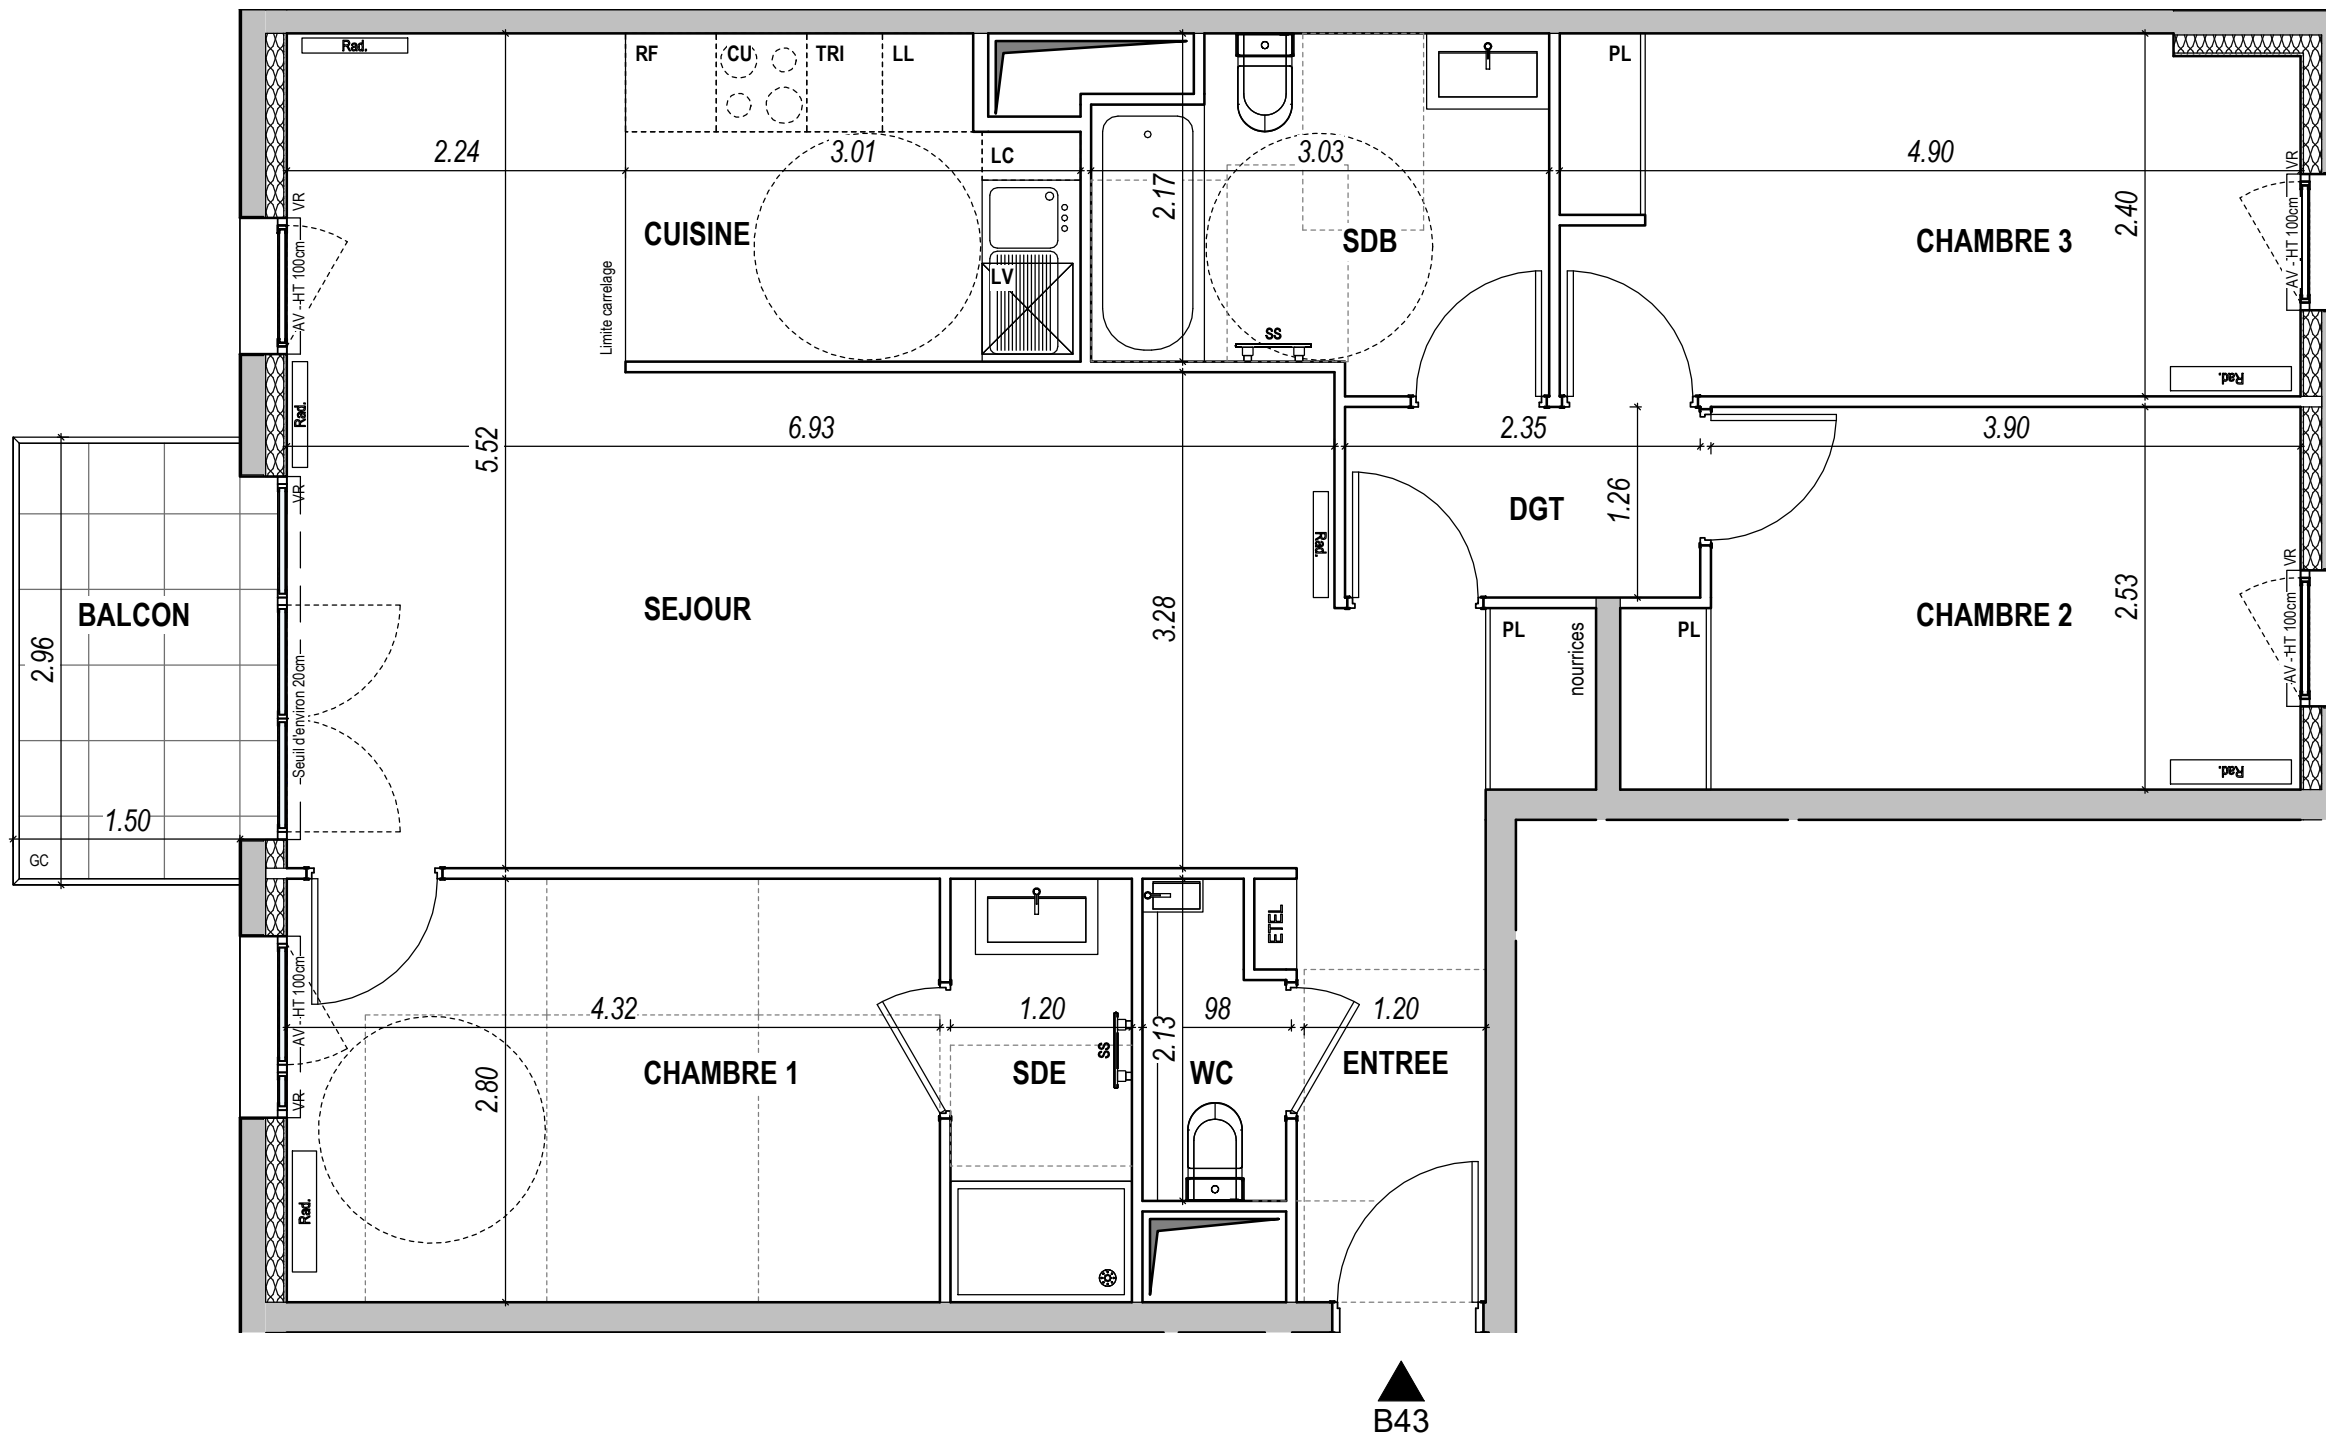 Rad.
RF
CU
TRI
LL
PL
2.24
3.01
LC
3.03
4.90
VR
VR
2.17
2.40
CUISINE
SDB
CHAMBRE 3
AV - HT 100cm
AV - HT 100cm
Limite carrelage
LV
SS
Rad.
Rad.
6.93
5.52
2.35
3.90
VR
1.26
DGT
Rad.
VR
BALCON
SEJOUR
3.28
2.53
CHAMBRE 2
PL
nourrices
PL
AV - HT 100cm
2.96
Seuil d'environ 20cm
Rad.
1.50
GC
ETEL
AV - HT 100cm
4.32
1.20
98
1.20
2.13
SS
CHAMBRE 1
SDE
WC
ENTREE
2.80
VR
Rad.
B43